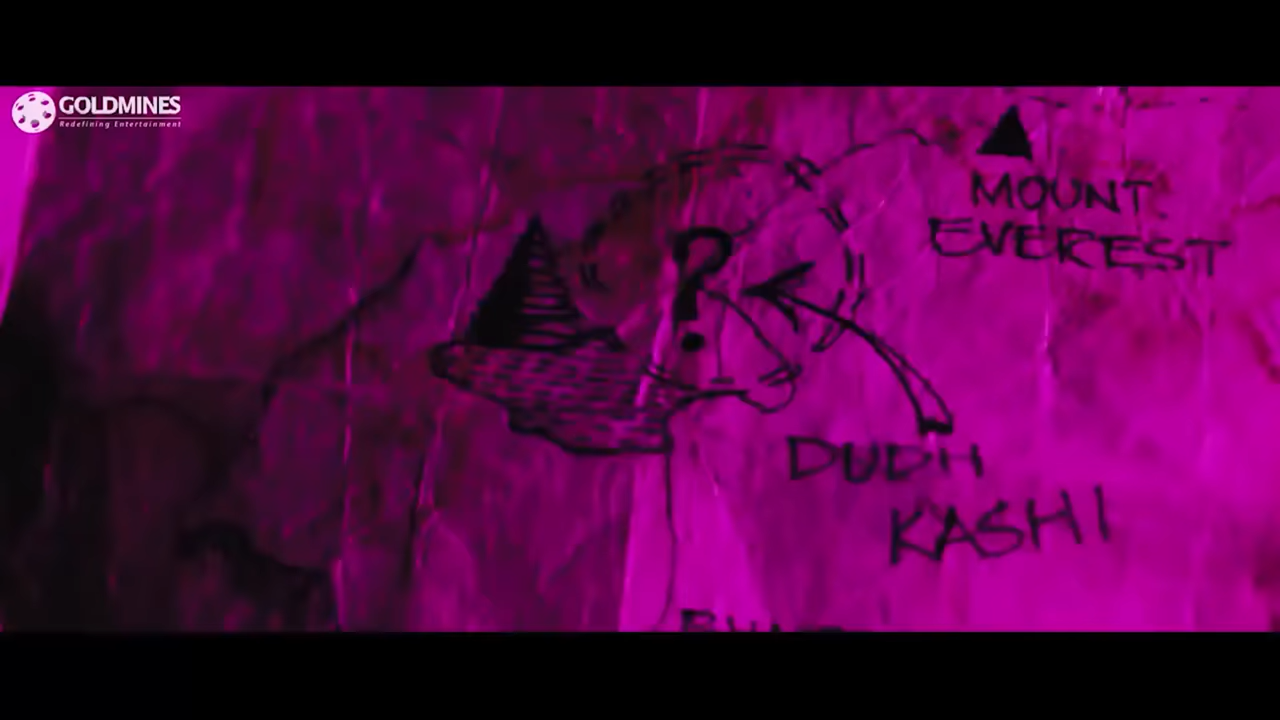 GOLDMINES
Redefining Entertainment
MOUNT.
EVEREST
?
DUDH
KASHI